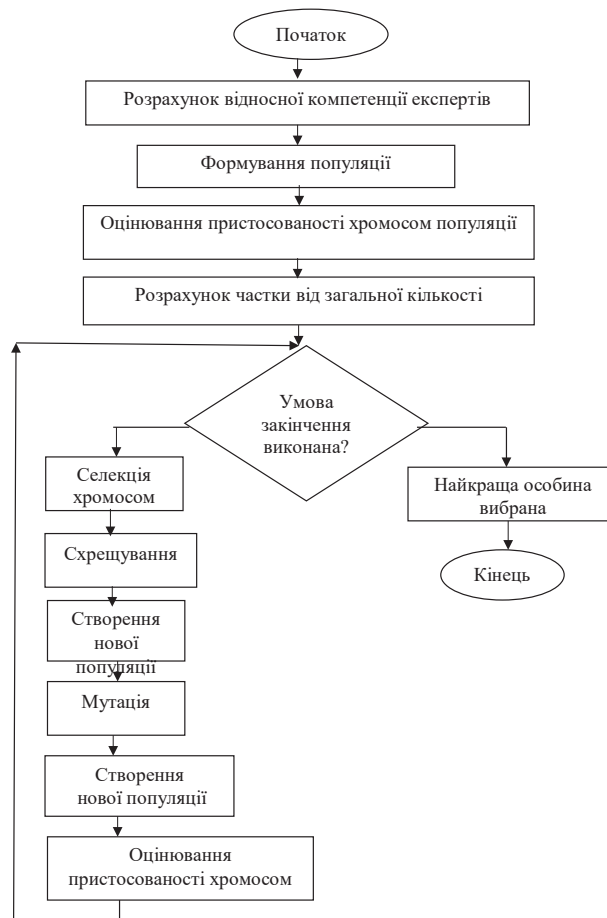 Початок
Розрахунок відносної компетенції експертів
Формування популяції
Оцінювання пристосованості хромосом популяції
Розрахунок частки від загальної кількості
Умова
закінчення
виконана?
Селекція
хромосом
Схрещування
Створення
нової
популяції
Мутація
Створення
нової популяції
Оцінювання
пристосованості хромосом
Найкраща особина
вибрана
Кінець